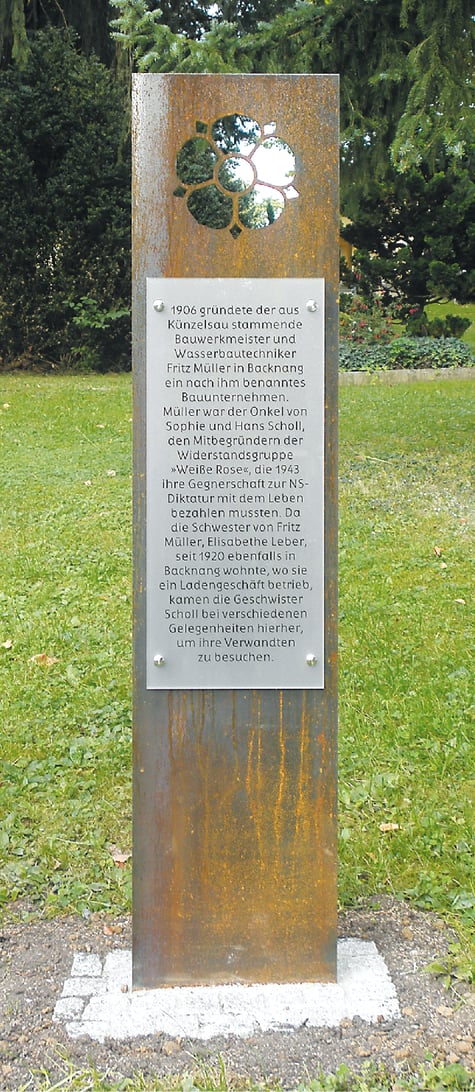 1906 gründete der aus
Künzelsau stammende
Bauwerkmeister und
Wasserbautechniker
Fritz Müller in Backnang
ein nach ihm benanntes
Bauunternehmen.
Müller war der Onkel von
Sophie und Hans Scholl,
den Mitbegründern der
Widerstandsgruppe
»Weiße Rose«, die 1943
ihre Gegnerschaft zur NS-
Diktatur mit dem Leben
bezahlen mussten. Da
die Schwester von Fritz
Müller, Elisabethe Leber,
seit 1920 ebenfalls in
Backnang wohnte, wo sie
ein Ladengeschäft betrieb,
kamen die Geschwister
Scholl bei verschiedenen
Gelegenheiten hierher,
um ihre Verwandten
zu besuchen.